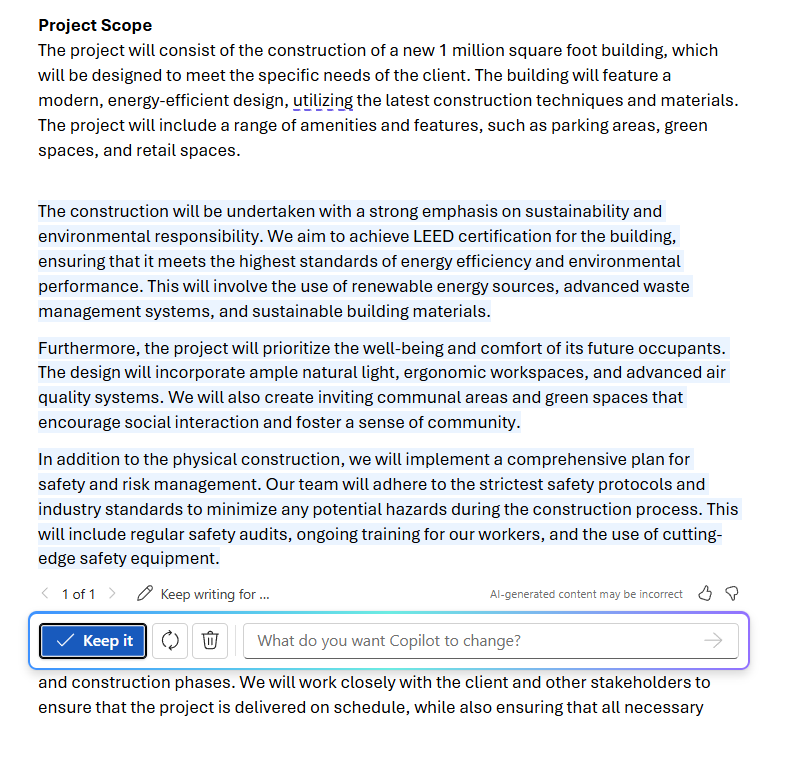 Project Scope
The project will consist of the construction of a new 1 million square foot building, which
will be designed to meet the specific needs of the client. The building will feature a
modern, energy-efficient design, utilizing the latest construction techniques and materials.
The project will include a range of amenities and features, such as parking areas, green
spaces, and retail spaces.
The construction will be undertaken with a strong emphasis on sustainability and
environmental responsibility. We aim to achieve LEED certification for the building,
ensuring that it meets the highest standards of energy efficiency and environmental
performance. This will involve the use of renewable energy sources, advanced waste
management systems, and sustainable building materials.
Furthermore, the project will prioritize the well-being and comfort of its future occupants.
The design will incorporate ample natural light, ergonomic workspaces, and advanced air
quality systems. We will also create inviting communal areas and green spaces that
encourage social interaction and foster a sense of community.
In addition to the physical construction, we will implement a comprehensive plan for
safety and risk management. Our team will adhere to the strictest safety protocols and
industry standards to minimize any potential hazards during the construction process. This
will include regular safety audits, ongoing training for our workers, and the use of cutting-
edge safety equipment.
1 of 1 Keep writing for ... AI-generated content may be incorrect
Keep it What do you want Copilot to change?
and construction phases. We will work closely with the client and other stakeholders to
ensure that the project is delivered on schedule, while also ensuring that all necessary